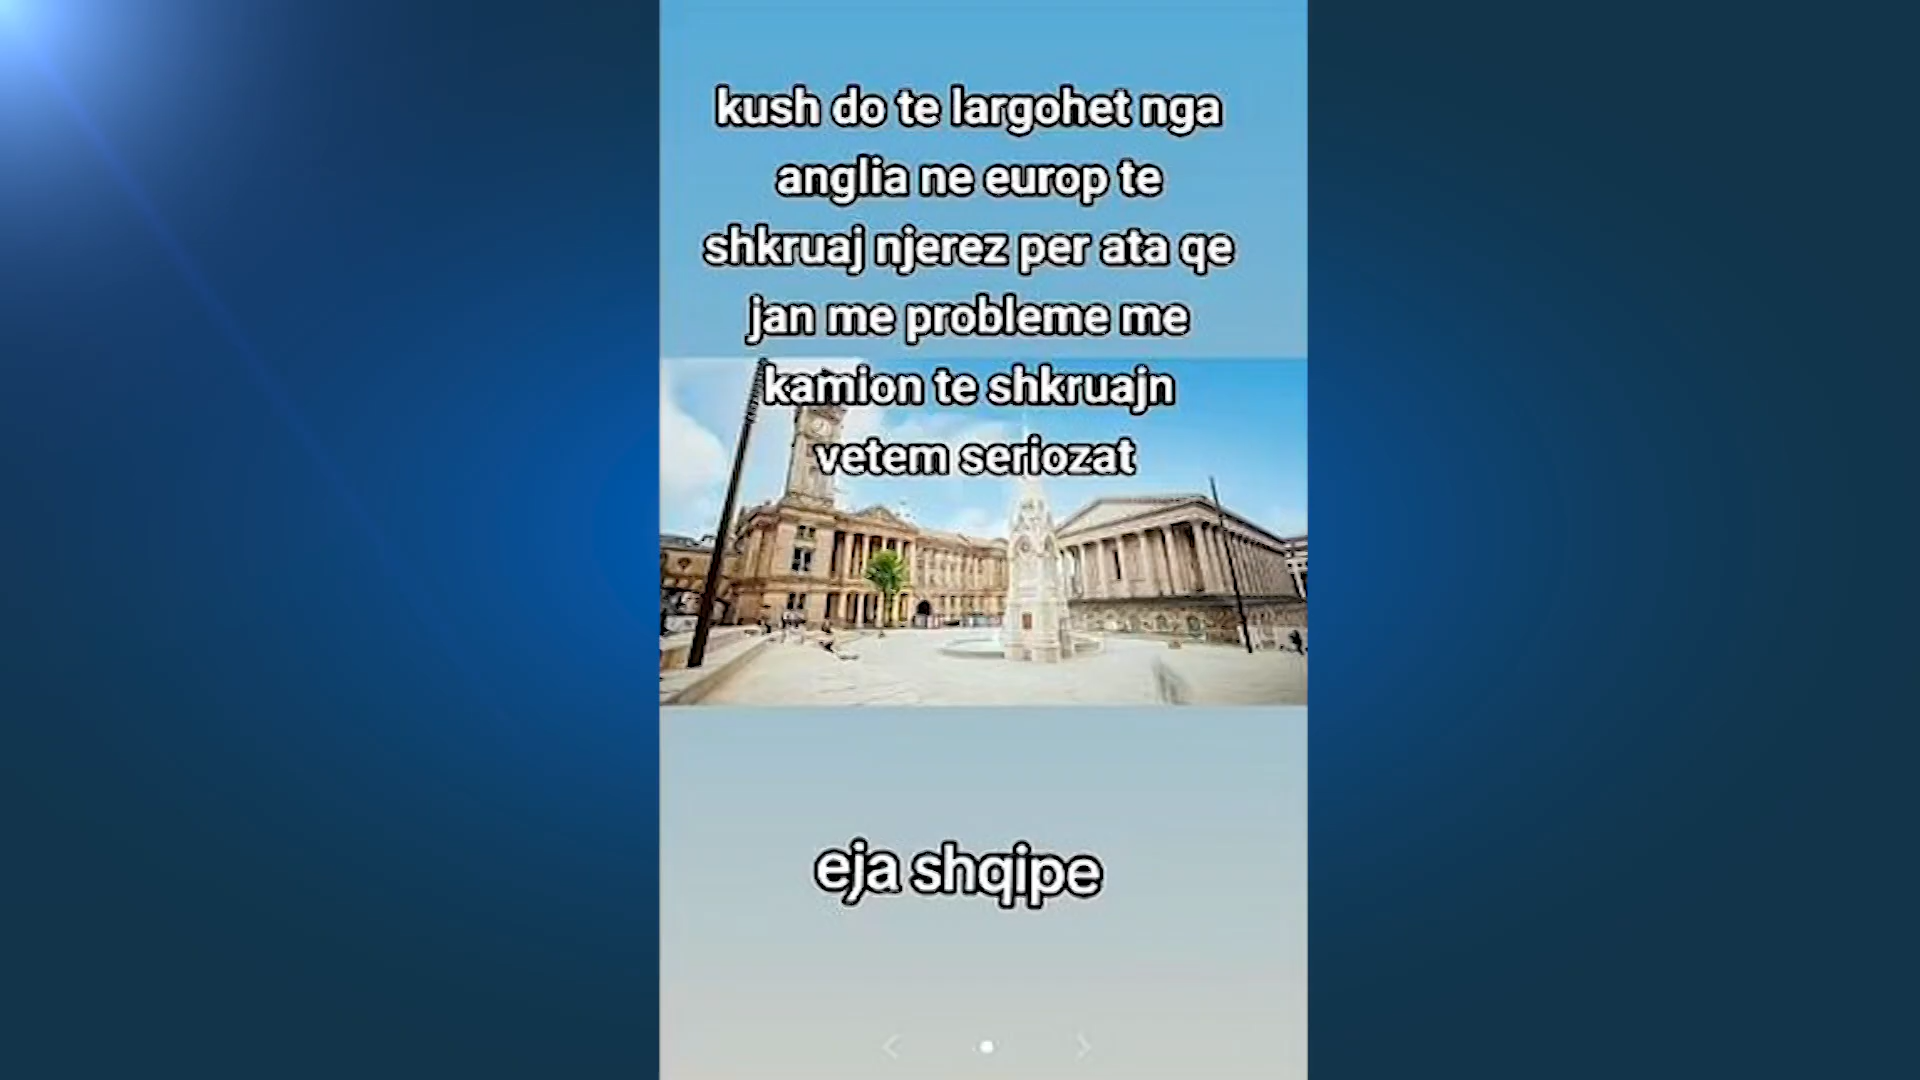 kush do te largohet nga
anglia ne europ te
shkruaj njerez per ata qe
jan me probleme me
kamion te shkruajn
vetem seriozat
eja shqipe